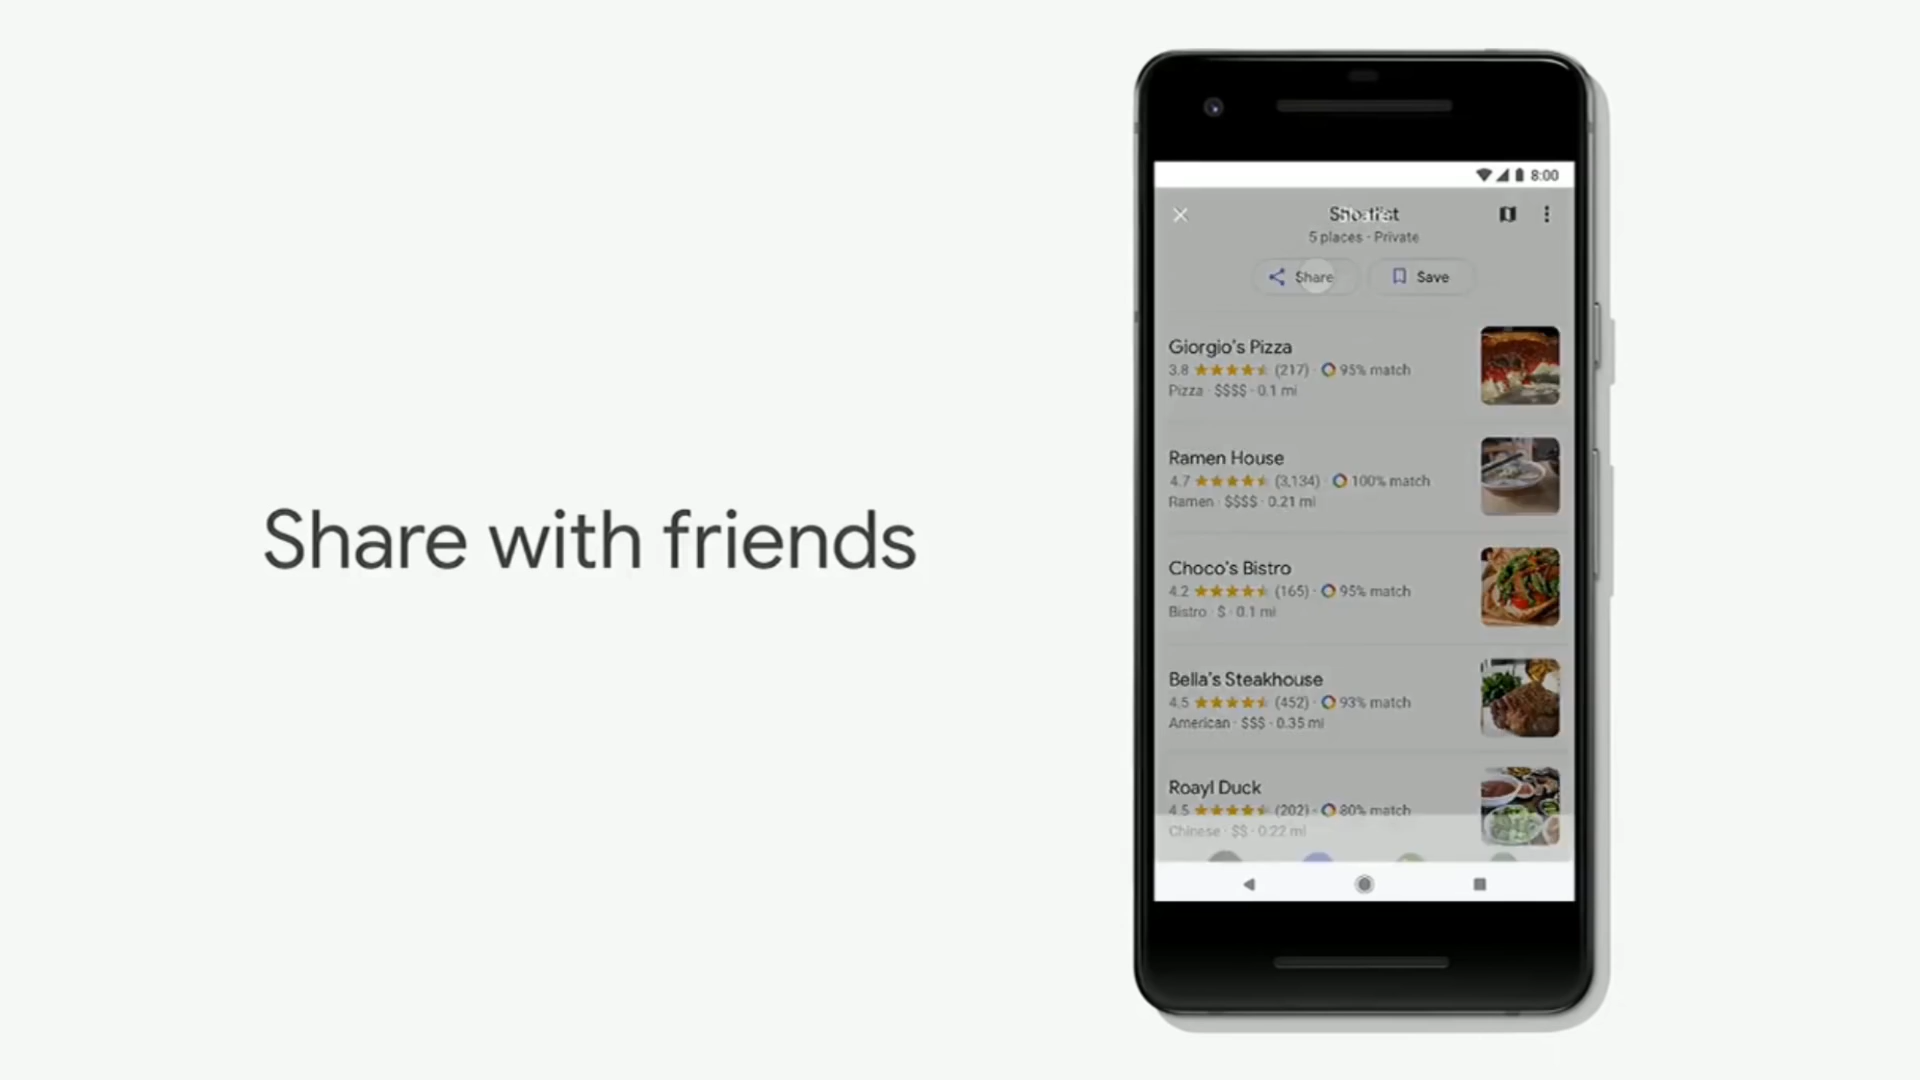 Share with friends
8:00
5 places · Private
Share
Save
Giorgio's Pizza
3.8 (217) · 95% match
Pizza · $$$$ · 0.1 mi
Ramen House
4.7 (3,134) · 100% match
Ramen · $$$$ · 0.21 mi
Choco's Bistro
4.2 (165) · 95% match
Bistro · $ · 0.1 mi
Bella's Steakhouse
4.5 (452) · 93% match
American · $$$ · 0.35 mi
Roayl Duck
4.5 (202) · 80% match
Chinese · $$ · 0.22 mi